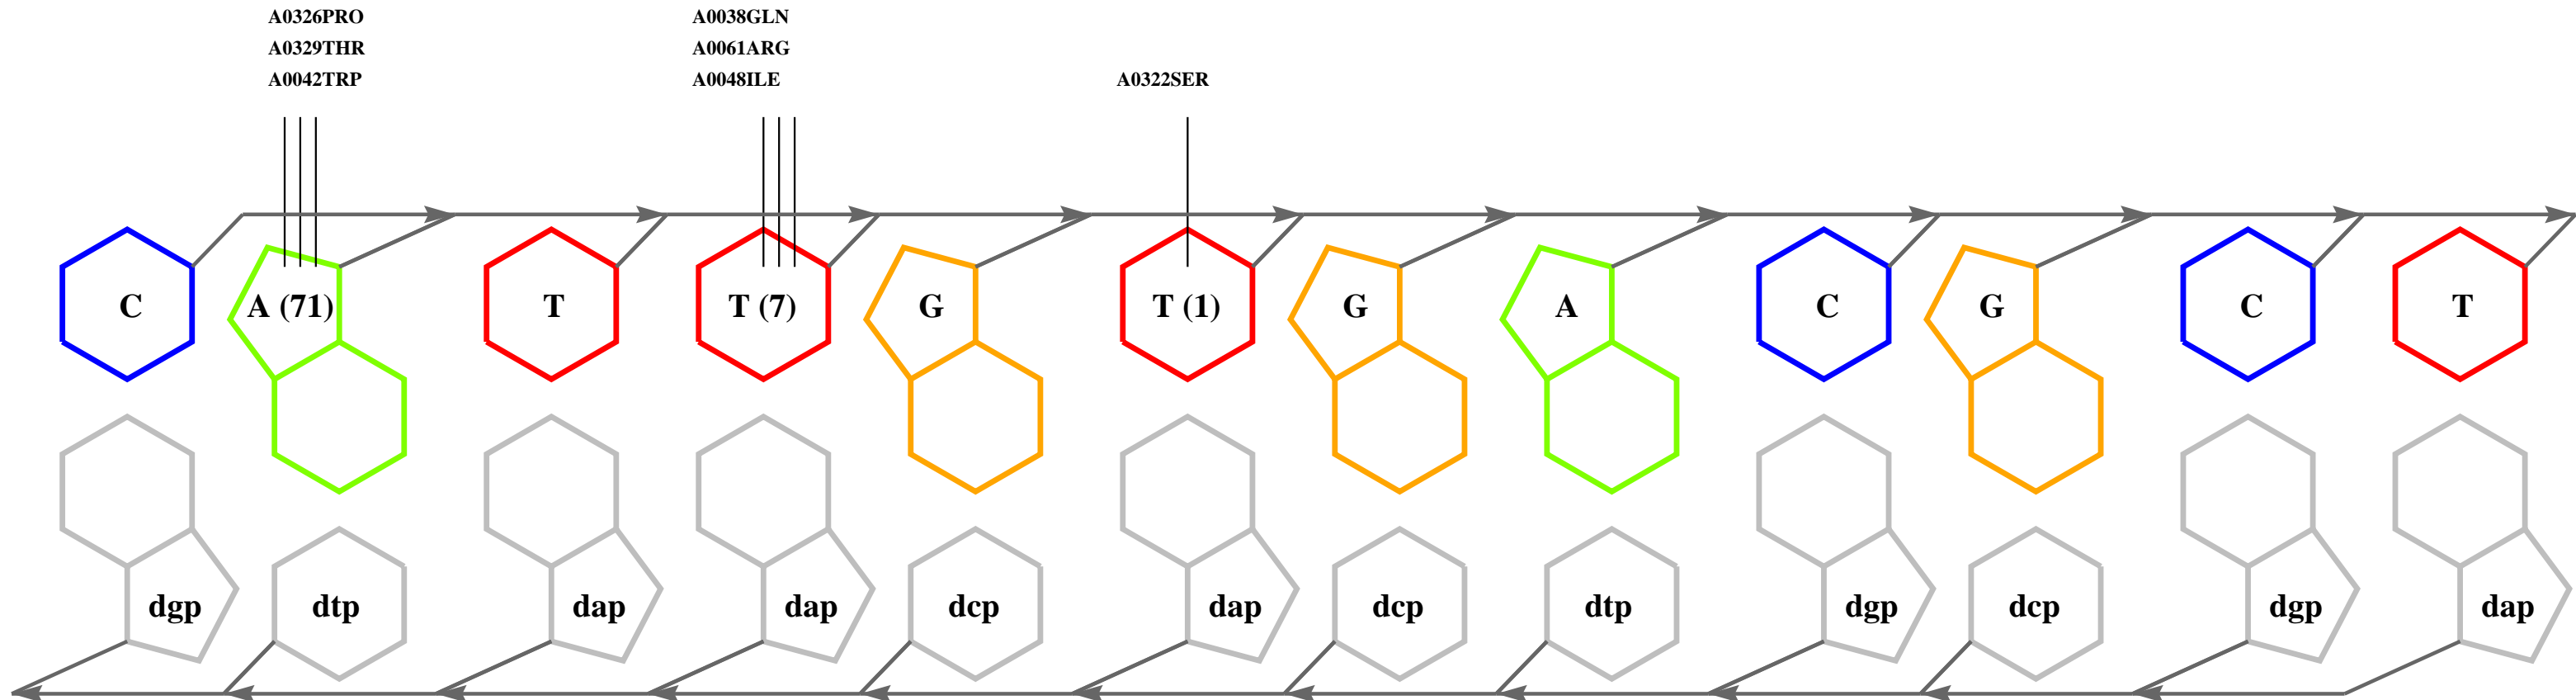 A0326PRO A0038GLN
A0329THR A0061ARG
A0042TRP A0048ILE A0322SER
C A (71) T T (7) G T (1) G A C G C T
dgp dtp dap dap dcp dap dcp dtp dgp dcp dgp dap